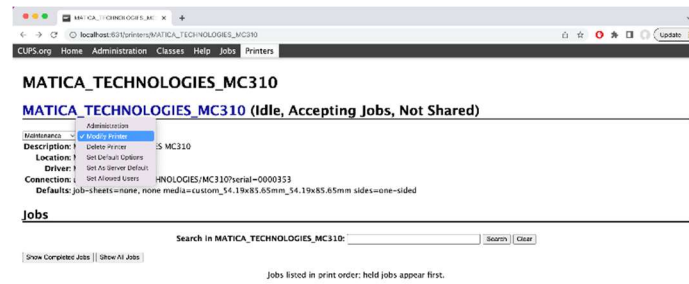 MATICA_TECHNOLOGIES_MC
localhost:631/printers/MATICA_TECHNOLOGIES_MC310
Update
CUPS.org Home Administration Classes Help Jobs Printers
MATICA_TECHNOLOGIES_MC310
MATICA_TECHNOLOGIES_MC310 (Idle, Accepting Jobs, Not Shared)
Maintenance
Administration
✓ Modify Printer
Delete Printer
Set Default Options
Set As Server Default
Set Allowed Users
Description: ES MC310
Location:
Driver:
Connection: HNOLOGIES/MC310?serial=0000353
Defaults: job-sheets=none, none media=custom_54.19x85.65mm_54.19x85.65mm sides=one-sided
Jobs
Search in MATICA_TECHNOLOGIES_MC310: Search Clear
Show Completed Jobs Show All Jobs
Jobs listed in print order; held jobs appear first.